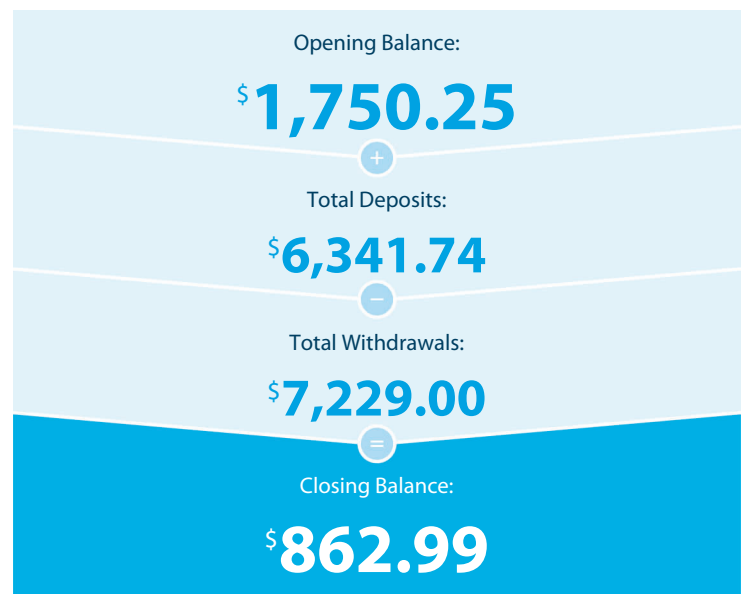 Opening Balance:
$1,750.25
+
Total Deposits:
$6,341.74
−
Total Withdrawals:
$7,229.00
=
Closing Balance:
$862.99